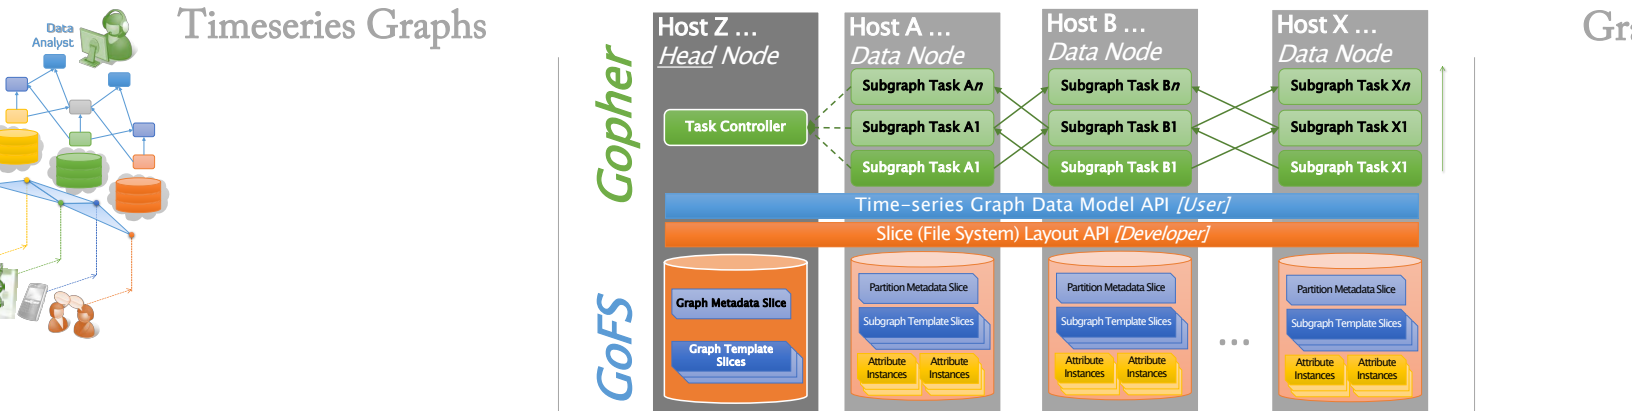 Timeseries Graphs
Data
Analyst
Gopher
GoFS
Host Z ...
Head Node
Task Controller
Host A ...
Data Node
Subgraph Task An
Subgraph Task A1
Subgraph Task A1
Host B ...
Data Node
Subgraph Task Bn
Subgraph Task B1
Subgraph Task B1
Host X ...
Data Node
Subgraph Task Xn
Subgraph Task X1
Subgraph Task X1
Time-series Graph Data Model API [User]
Slice (File System) Layout API [Developer]
Graph Metadata Slice
Graph Template
Slices
Partition Metadata Slice
Subgraph Template Slices
Attribute
Instances
Attribute
Instances
Partition Metadata Slice
Subgraph Template Slices
Attribute
Instances
Attribute
Instances
...
Partition Metadata Slice
Subgraph Template Slices
Attribute
Instances
Attribute
Instances